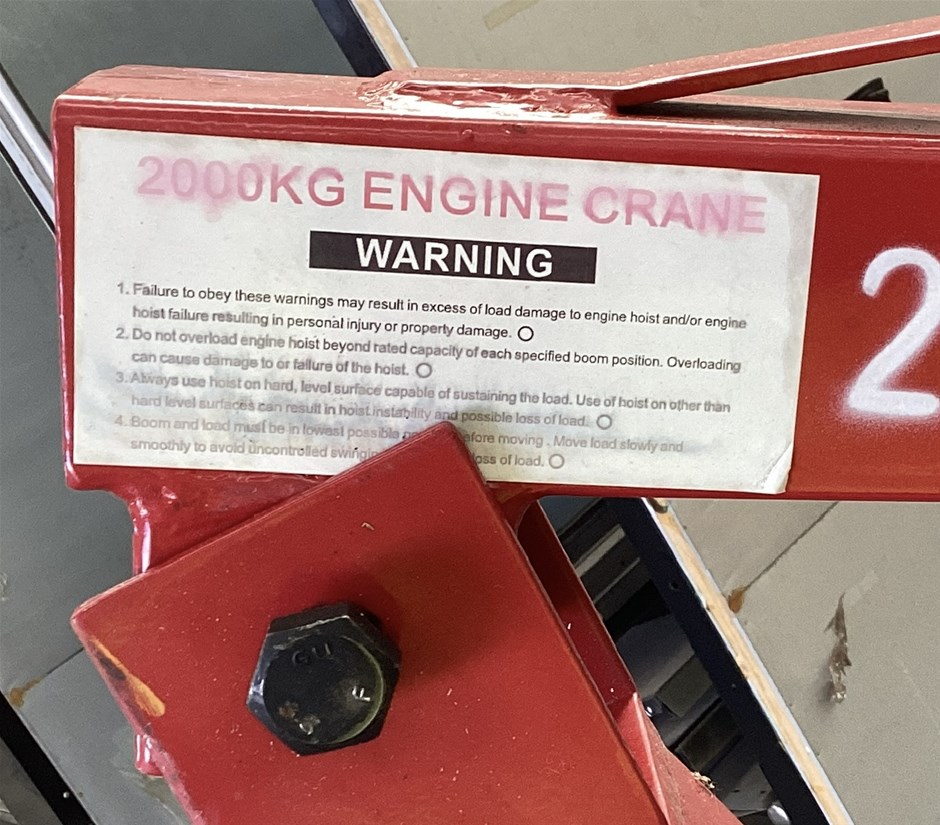 2000KG ENGINE CRANE
WARNING
1. Failure to obey these warnings may result in excess of load damage to engine hoist and/or engine
hoist failure resulting in personal injury or property damage.
2. Do not overload engine hoist beyond rated capacity of each specified boom position. Overloading
can cause damage to or failure of the hoist.
3. Always use hoist on hard, level surface capable of sustaining the load. Use of hoist on other than
hard level surfaces can result in hoist instability and possible loss of load.
4. Boom and load must be in lowest possible before moving . Move load slowly and
smoothly to avoid uncontrolled loss of load.
2